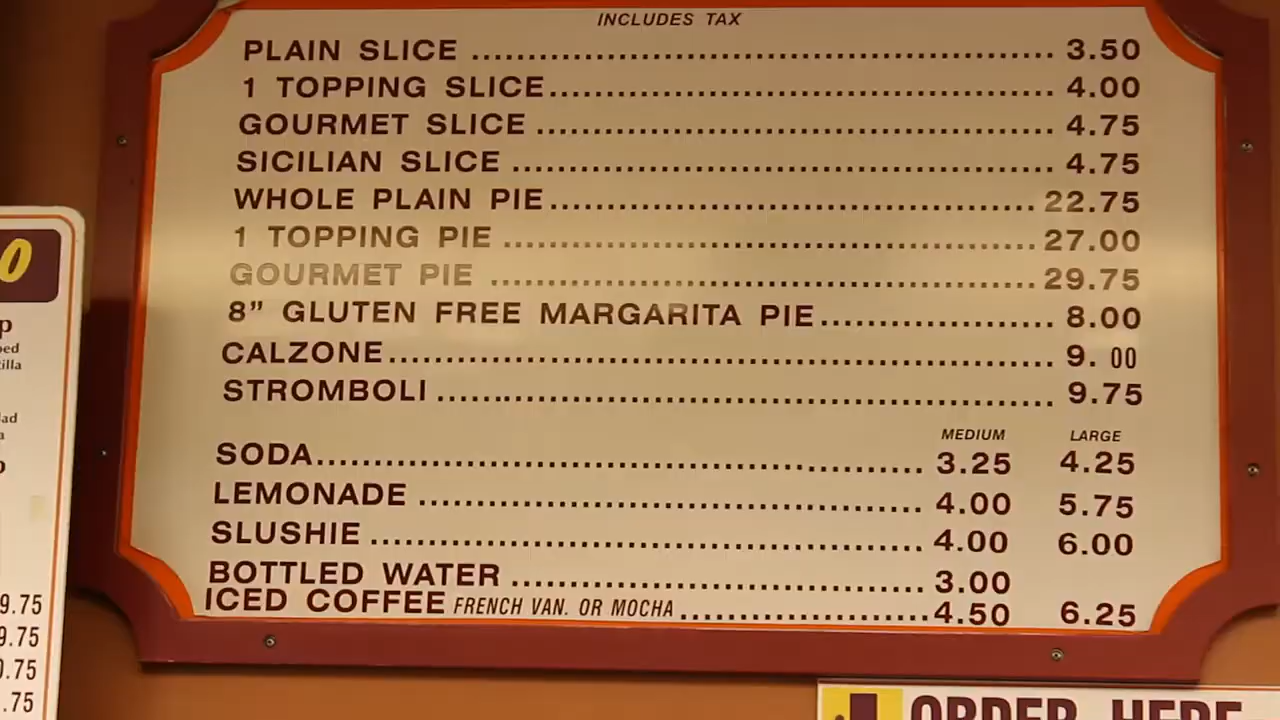 INCLUDES TAX
PLAIN SLICE ........ 3.50
1 TOPPING SLICE ........ 4.00
GOURMET SLICE ........ 4.75
SICILIAN SLICE ........ 4.75
WHOLE PLAIN PIE ........ 22.75
1 TOPPING PIE ........ 27.00
GOURMET PIE ........ 29.75
8” GLUTEN FREE MARGARITA PIE ........ 8.00
CALZONE ........ 9. 00
STROMBOLI ........ 9.75
MEDIUM LARGE
SODA ........ 3.25 4.25
LEMONADE ........ 4.00 5.75
SLUSHIE ........ 4.00 6.00
BOTTLED WATER ........ 3.00
ICED COFFEE FRENCH VAN. OR MOCHA ........ 4.50 6.25
9.75
9.75
.75
.75
ORDER HERE